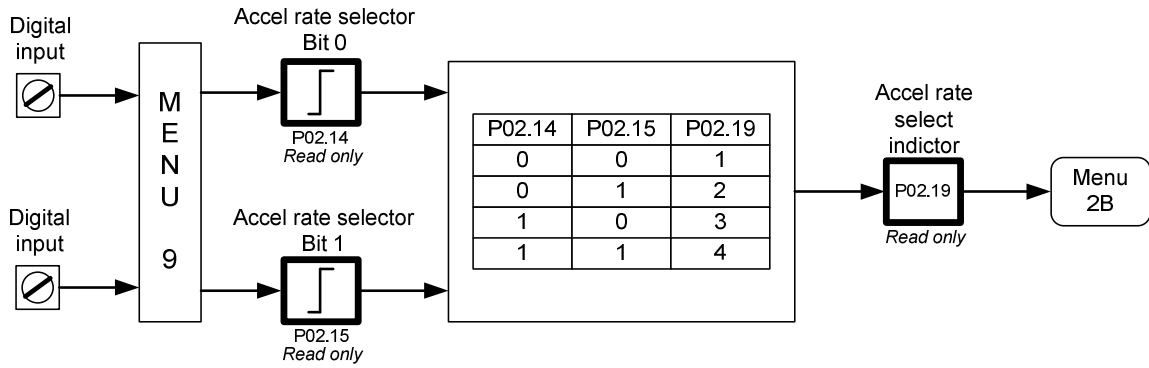 Digital
input
Accel rate selector
Bit 0
P02.14
Read only
MENU 9
Digital
input
Accel rate selector
Bit 1
P02.15
Read only
P02.14 P02.15 P02.19
0 0 1
0 1 2
1 0 3
1 1 4
Accel rate
select
indictor
P02.19
Read only
Menu
2B